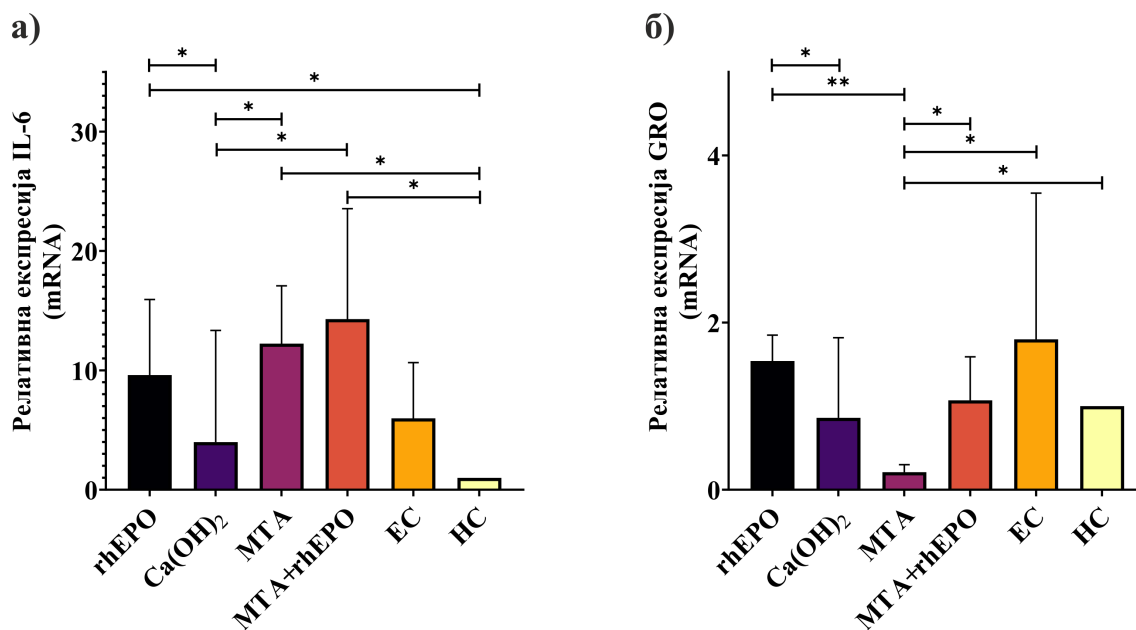 а)
*
*
*
*
*
*
Релативна експресија IL-6
(mRNA)
30
20
10
0
rhEPO
Ca(OH)₂
MTA
MTA+rhEPO
EC
HC
б)
*
**
*
*
*
Релативна експресија GRO
(mRNA)
4
2
0
rhEPO
Ca(OH)₂
MTA
MTA+rhEPO
EC
HC